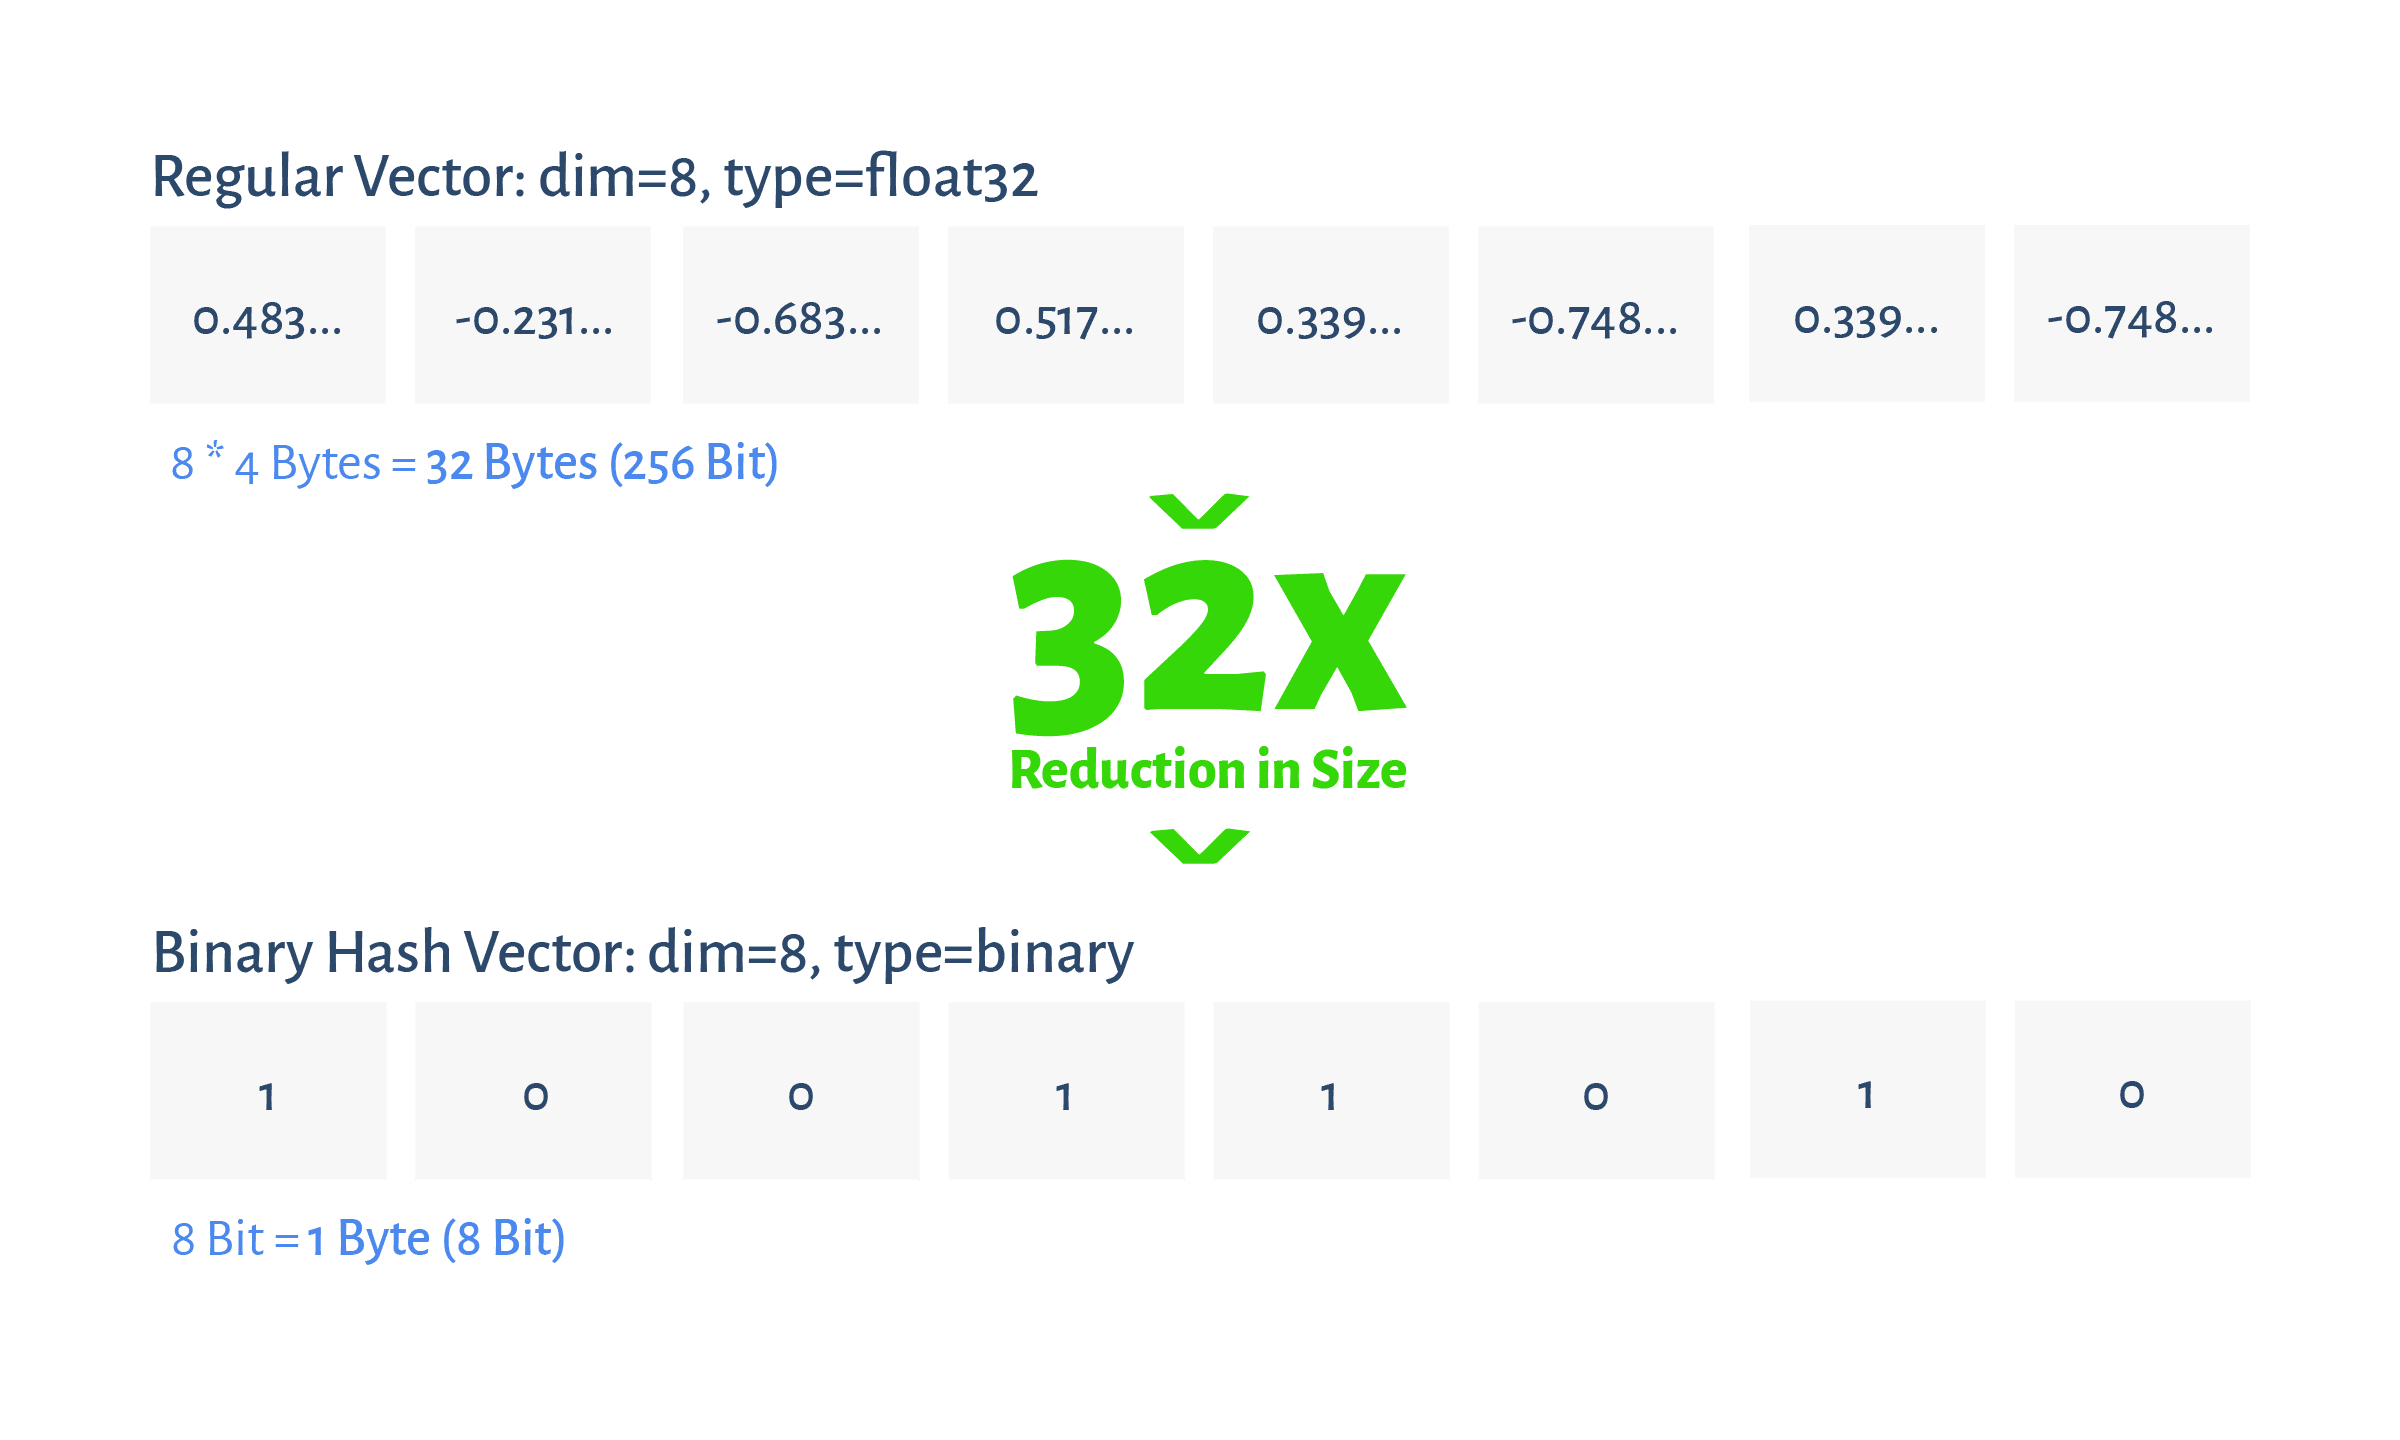 Regular Vector: dim=8, type=float32
0.483... -0.231... -0.683... 0.517... 0.339... -0.748... 0.339... -0.748...
8 * 4 Bytes = 32 Bytes (256 Bit)
32x
Reduction in Size
Binary Hash Vector: dim=8, type=binary
1 0 0 1 1 0 1 0
8 Bit = 1 Byte (8 Bit)